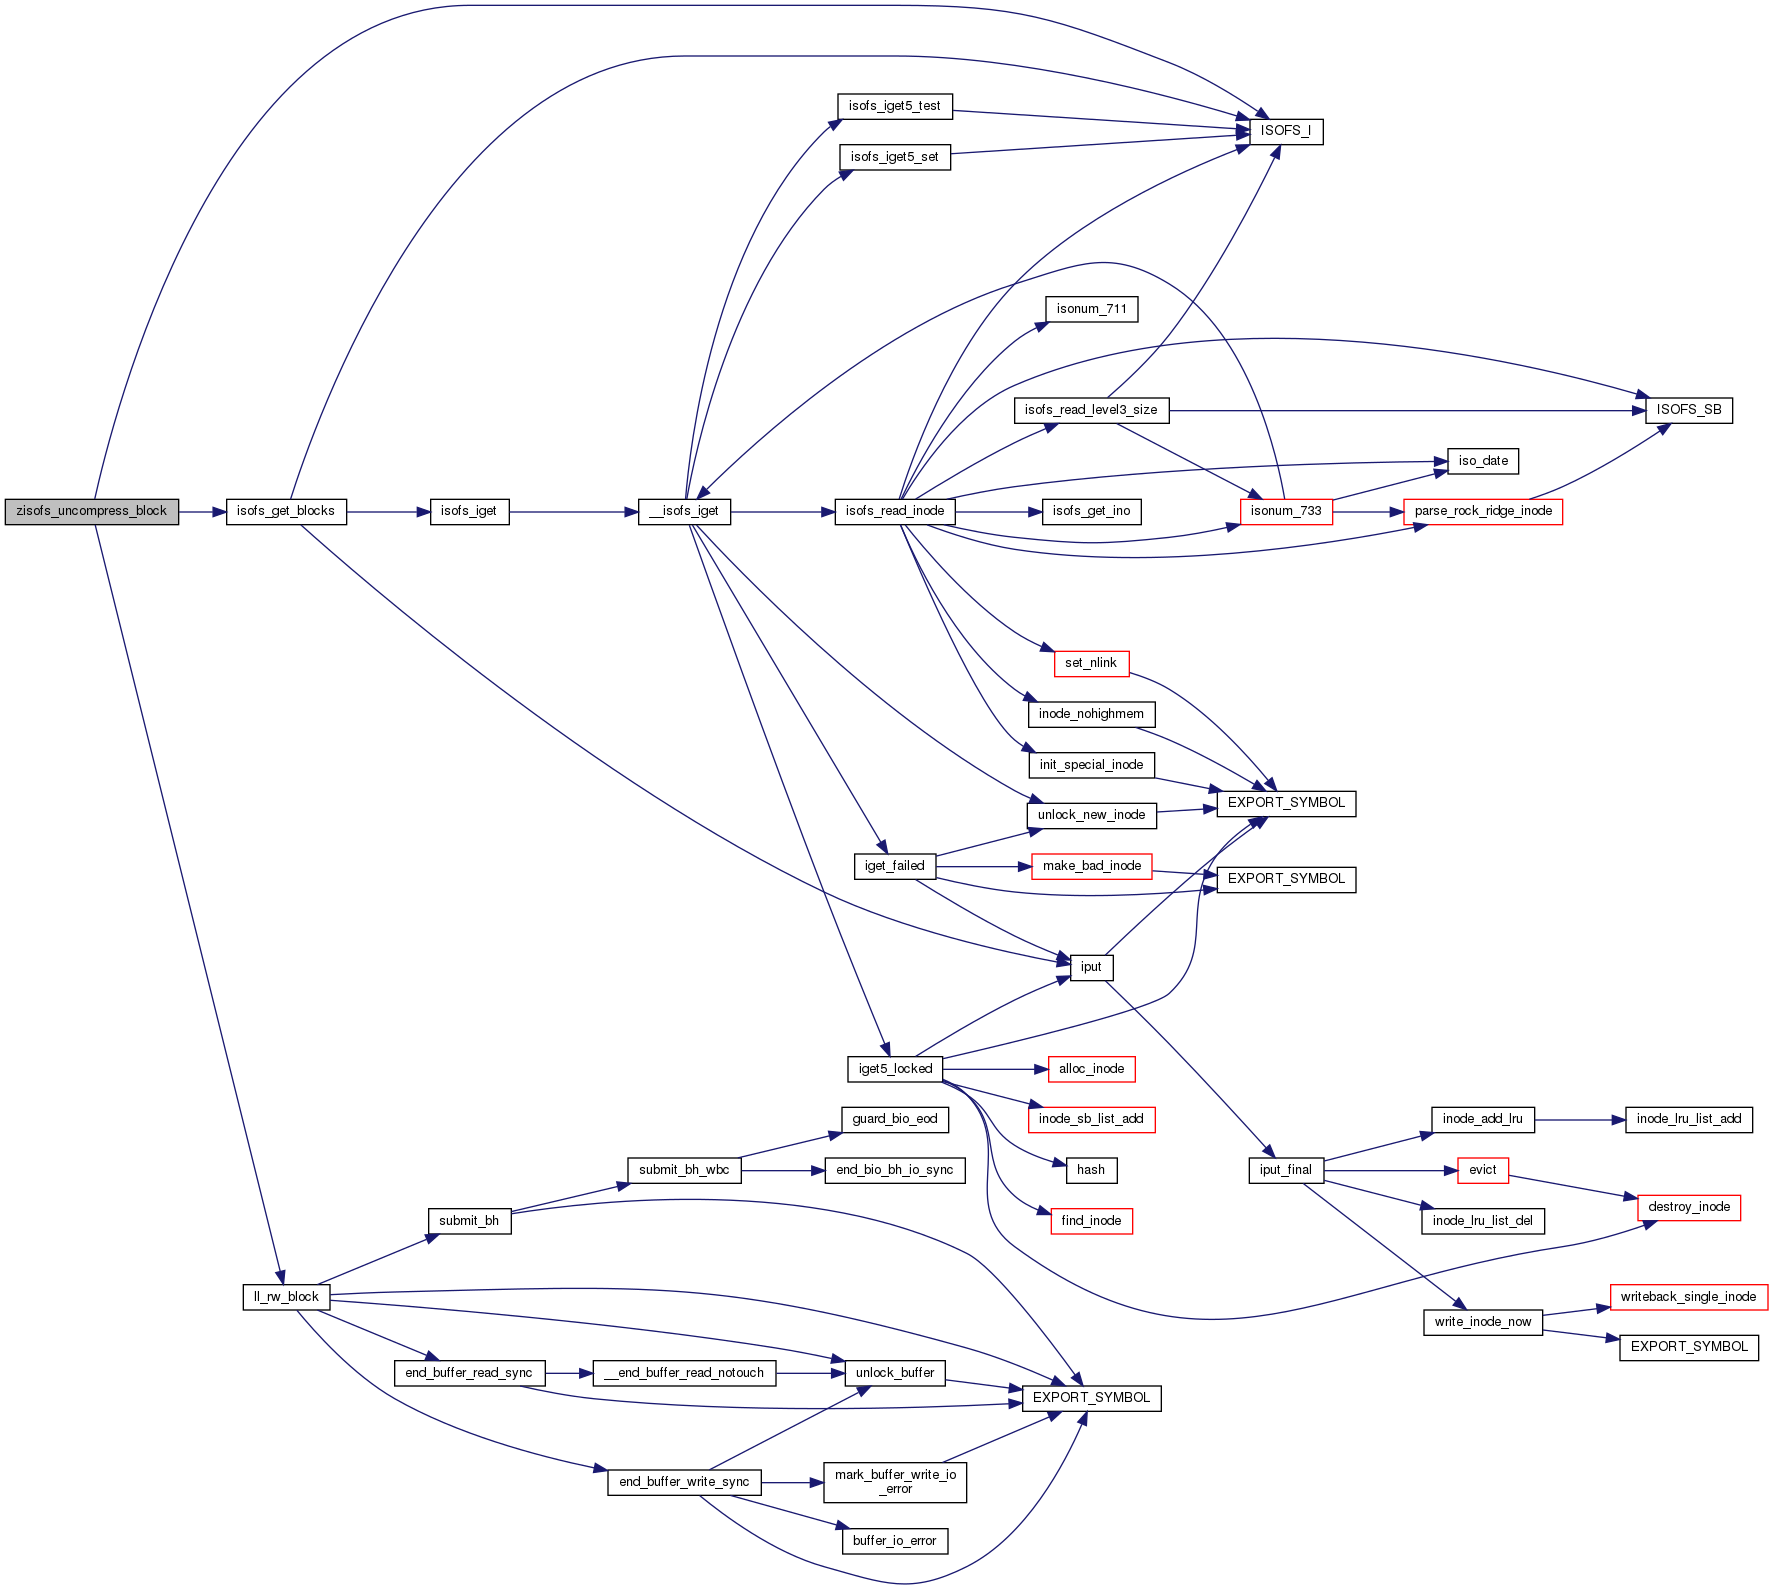 isofs_iget5_test
ISOFS_I
isofs_iget5_set
isonum_711
isofs_read_level3_size
ISOFS_SB
iso_date
zisofs_uncompress_block
isofs_get_blocks
isofs_iget
__isofs_iget
isofs_read_inode
isofs_get_ino
isonum_733
parse_rock_ridge_inode
set_nlink
inode_nohighmem
init_special_inode
EXPORT_SYMBOL
unlock_new_inode
iget_failed
make_bad_inode
EXPORT_SYMBOL
iput
iget5_locked
alloc_inode
guard_bio_eod
inode_sb_list_add
inode_add_lru
inode_lru_list_add
submit_bh_wbc
end_bio_bh_io_sync
hash
iput_final
evict
submit_bh
find_inode
inode_lru_list_del
destroy_inode
ll_rw_block
writeback_single_inode
write_inode_now
EXPORT_SYMBOL
end_buffer_read_sync
__end_buffer_read_notouch
unlock_buffer
EXPORT_SYMBOL
end_buffer_write_sync
mark_buffer_write_io
_error
buffer_io_error